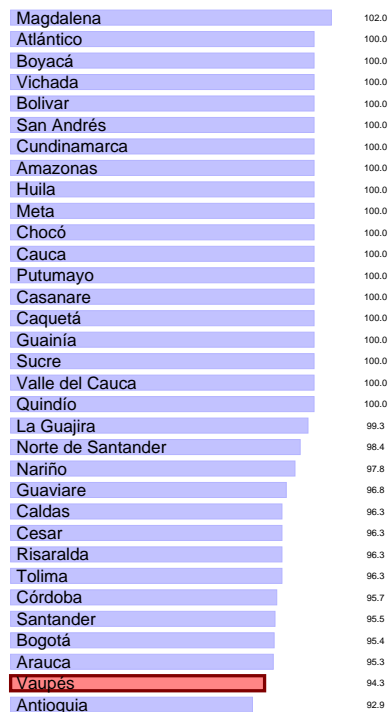 Magdalena 102.0
Atlántico 100.0
Boyacá 100.0
Vichada 100.0
Bolivar 100.0
San Andrés 100.0
Cundinamarca 100.0
Amazonas 100.0
Huila 100.0
Meta 100.0
Chocó 100.0
Cauca 100.0
Putumayo 100.0
Casanare 100.0
Caquetá 100.0
Guainía 100.0
Sucre 100.0
Valle del Cauca 100.0
Quindío 100.0
La Guajira 99.3
Norte de Santander 98.4
Nariño 97.8
Guaviare 96.8
Caldas 96.3
Cesar 96.3
Risaralda 96.3
Tolima 96.3
Córdoba 95.7
Santander 95.5
Bogotá 95.4
Arauca 95.3
Vaupés 94.3
Antioquia 92.9